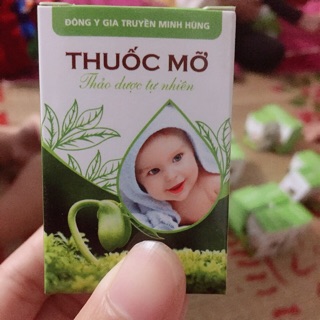 ĐÔNG Y GIA TRUYỀN MINH HÙNG
THUỐC MỠ
Thảo dược tự nhiên